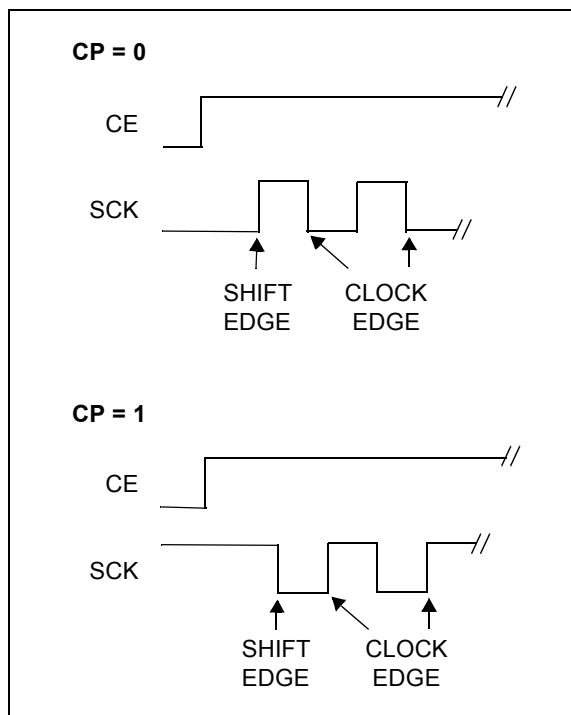 CP = 0
CE
SCK
SHIFT CLOCK
EDGE EDGE
CP = 1
CE
SCK
SHIFT CLOCK
EDGE EDGE